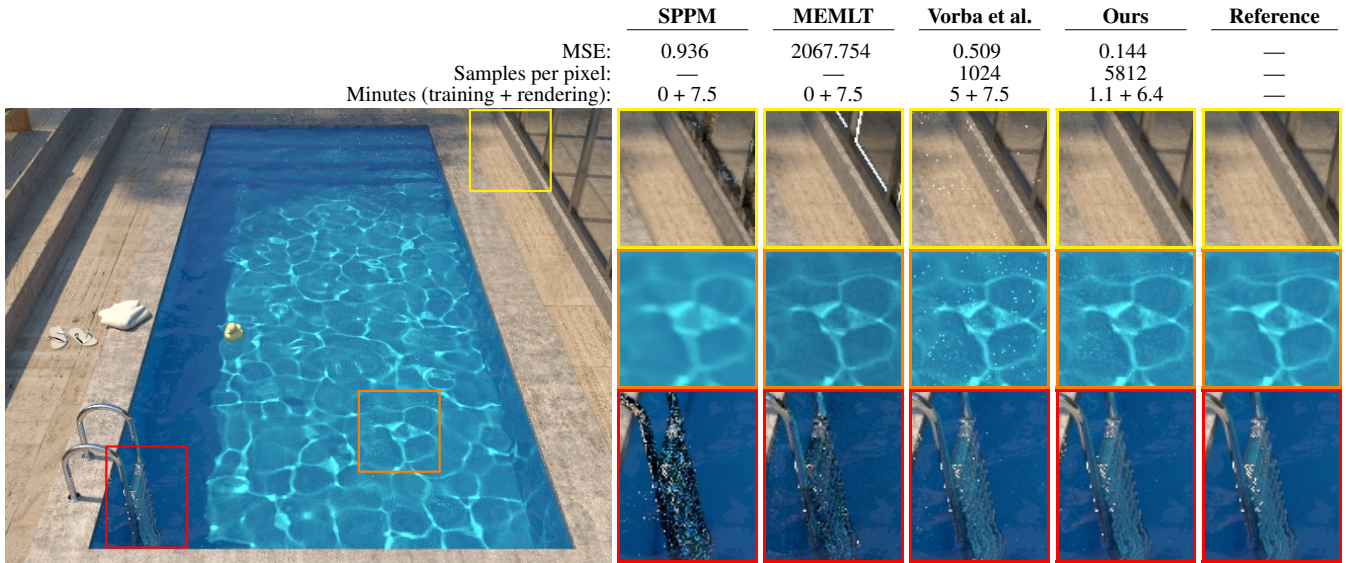 SPPM MEMLT Vorba et al. Ours Reference
MSE: 0.936 2067.754 0.509 0.144 —
Samples per pixel: — — 1024 5812 —
Minutes (training + rendering): 0 + 7.5 0 + 7.5 5 + 7.5 1.1 + 6.4 —